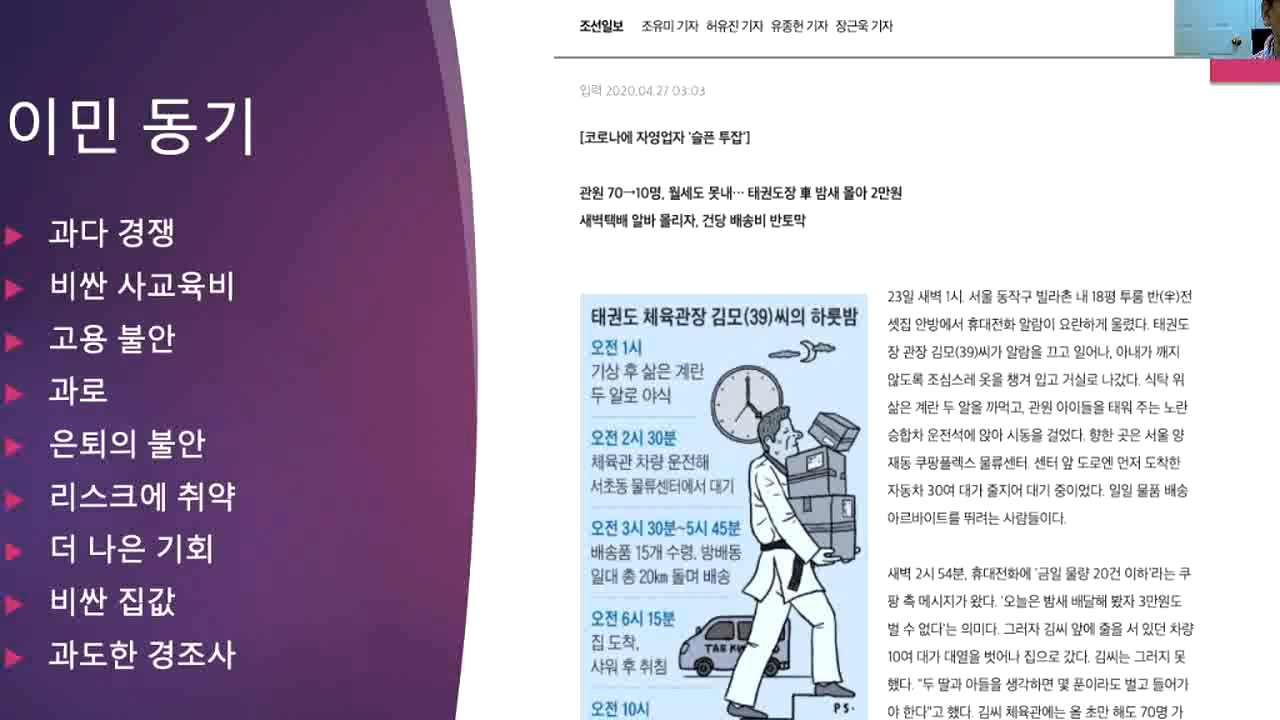 이민 동기
과다 경쟁
비싼 사교육비
고용 불안
과로
은퇴의 불안
리스크에 취약
더 나은 기회
비싼 집값
과도한 경조사
조선일보 조유미 기자 허유진 기자 유종헌 기자 장근욱 기자
입력 2020.04.27 03:03
[코로나에 자영업자 '슬픈 투잡']
관원 70→10명, 월세도 못내… 태권도장 車 밤새 몰아 2만원
새벽택배 알바 몰리자, 건당 배송비 반토막
태권도 체육관장 김모(39)씨의 하룻밤
오전 1시
기상 후 삶은 계란
두 알로 야식
오전 2시 30분
체육관 차량 운전해
서초동 물류센터에서 대기
오전 3시 30분~5시 45분
배송품 15개 수령, 방배동
일대 총 20km 돌며 배송
오전 6시 15분
집 도착,
샤워 후 취침
오전 10시
P S.
23일 새벽 1시. 서울 동작구 빌라촌 내 18평 투룸 반(半)전
셋집 안방에서 휴대전화 알람이 요란하게 울렸다. 태권도
장 관장 김모(39)씨가 알람을 끄고 일어나, 아내가 깨지
않도록 조심스레 옷을 챙겨 입고 거실로 나갔다. 식탁 위
삶은 계란 두 알을 까먹고, 관원 아이들을 태워 주는 노란
승합차 운전석에 앉아 시동을 걸었다. 향한 곳은 서울 양
재동 쿠팡플렉스 물류센터. 센터 앞 도로엔 먼저 도착한
자동차 30여 대가 줄지어 대기 중이었다. 일일 물품 배송
아르바이트를 뛰려는 사람들이다.
새벽 2시 54분, 휴대전화에 '금일 물량 20건 이하'라는 쿠
팡 측 메시지가 왔다. '오늘은 밤새 배달해 봤자 3만원도
벌 수 없다'는 의미다. 그러자 김씨 앞에 줄을 서 있던 차량
10여 대가 대열을 벗어나 집으로 갔다. 김씨는 그러지 못
했다. "두 딸과 아들을 생각하면 몇 푼이라도 벌고 들어가
야 한다"고 했다. 김씨 체육관에는 올 초만 해도 70명 가